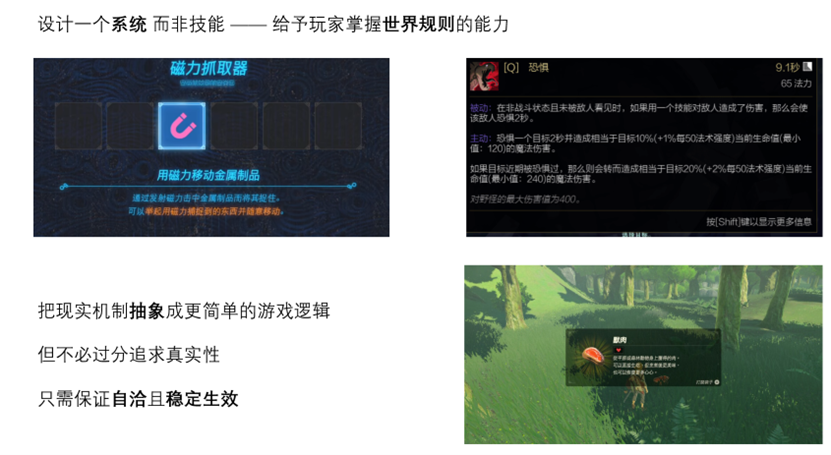 设计一个系统 而非技能 —— 给予玩家掌握世界规则的能力
磁力抓取器
用磁力移动金属制品
通过发射磁力击中金属制品而将其捉住。
可以举起用磁力捕捉到的东西并随意移动。
[Q] 恐惧
9.1秒
65 法力
被动：在非战斗状态且未被敌人看见时，如果用一个技能对敌人造成了伤害，那么会使
该敌人恐惧2秒。
主动：恐惧一个目标2秒并造成相当于目标10%(+1%每50法术强度)当前生命值(最小
值：120)的魔法伤害。
如果目标近期被恐惧过，那么则会转而造成相当于目标20%(+2%每50法术强度)当前生
命值(最小值：240)的魔法伤害。
对野怪的最大伤害值为400。
按[Shift]键以显示更多信息
把现实机制抽象成更简单的游戏逻辑
但不必过分追求真实性
只需保证自洽且稳定生效
獸肉